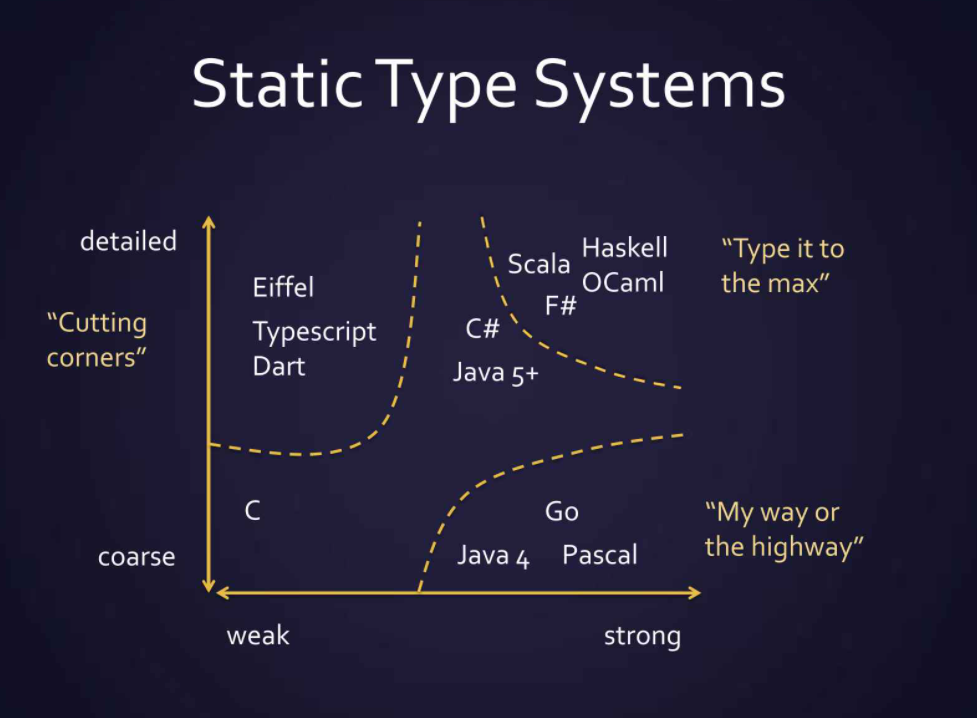 Static Type Systems
detailed
"Cutting
corners"
coarse
Eiffel
Typescript
Dart
Scala
Haskell
OCaml
F#
C#
Java 5+
"Type it to
the max"
C
Go
Java 4
Pascal
"My way or
the highway"
weak
strong